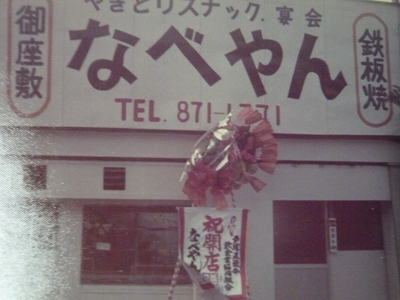 やきとりスナック.宴会
御座敷
なべやん
鉄板焼
TEL. 871-1771
祝開店
なべやん